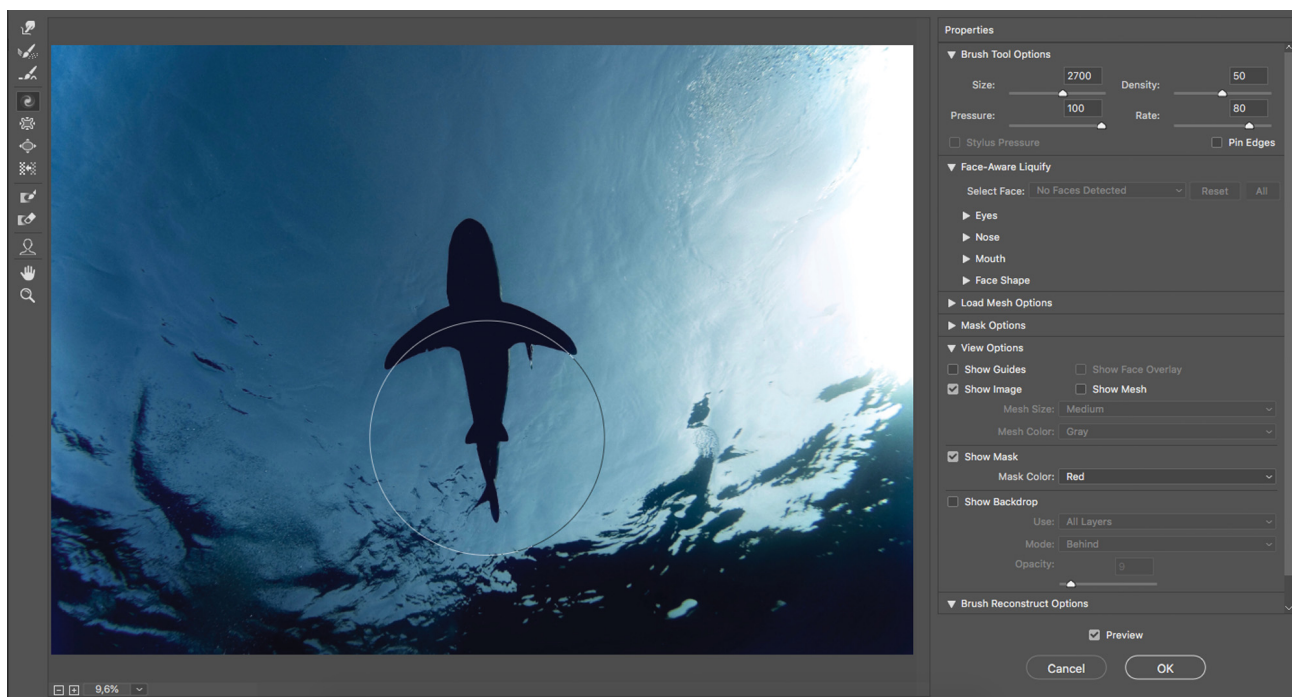 Properties
Brush Tool Options
Size: 2700 Density: 50
Pressure: 100 Rate: 80
Stylus Pressure Pin Edges
Face-Aware Liquify
Select Face: No Faces Detected Reset All
Eyes
Nose
Mouth
Face Shape
Load Mesh Options
Mask Options
View Options
Show Guides Show Face Overlay
Show Image Show Mesh
Mesh Size: Medium
Mesh Color: Gray
Show Mask
Mask Color: Red
Show Backdrop
Use: All Layers
Mode: Behind
Opacity: 9
Brush Reconstruct Options
Preview
Cancel OK
9,6%